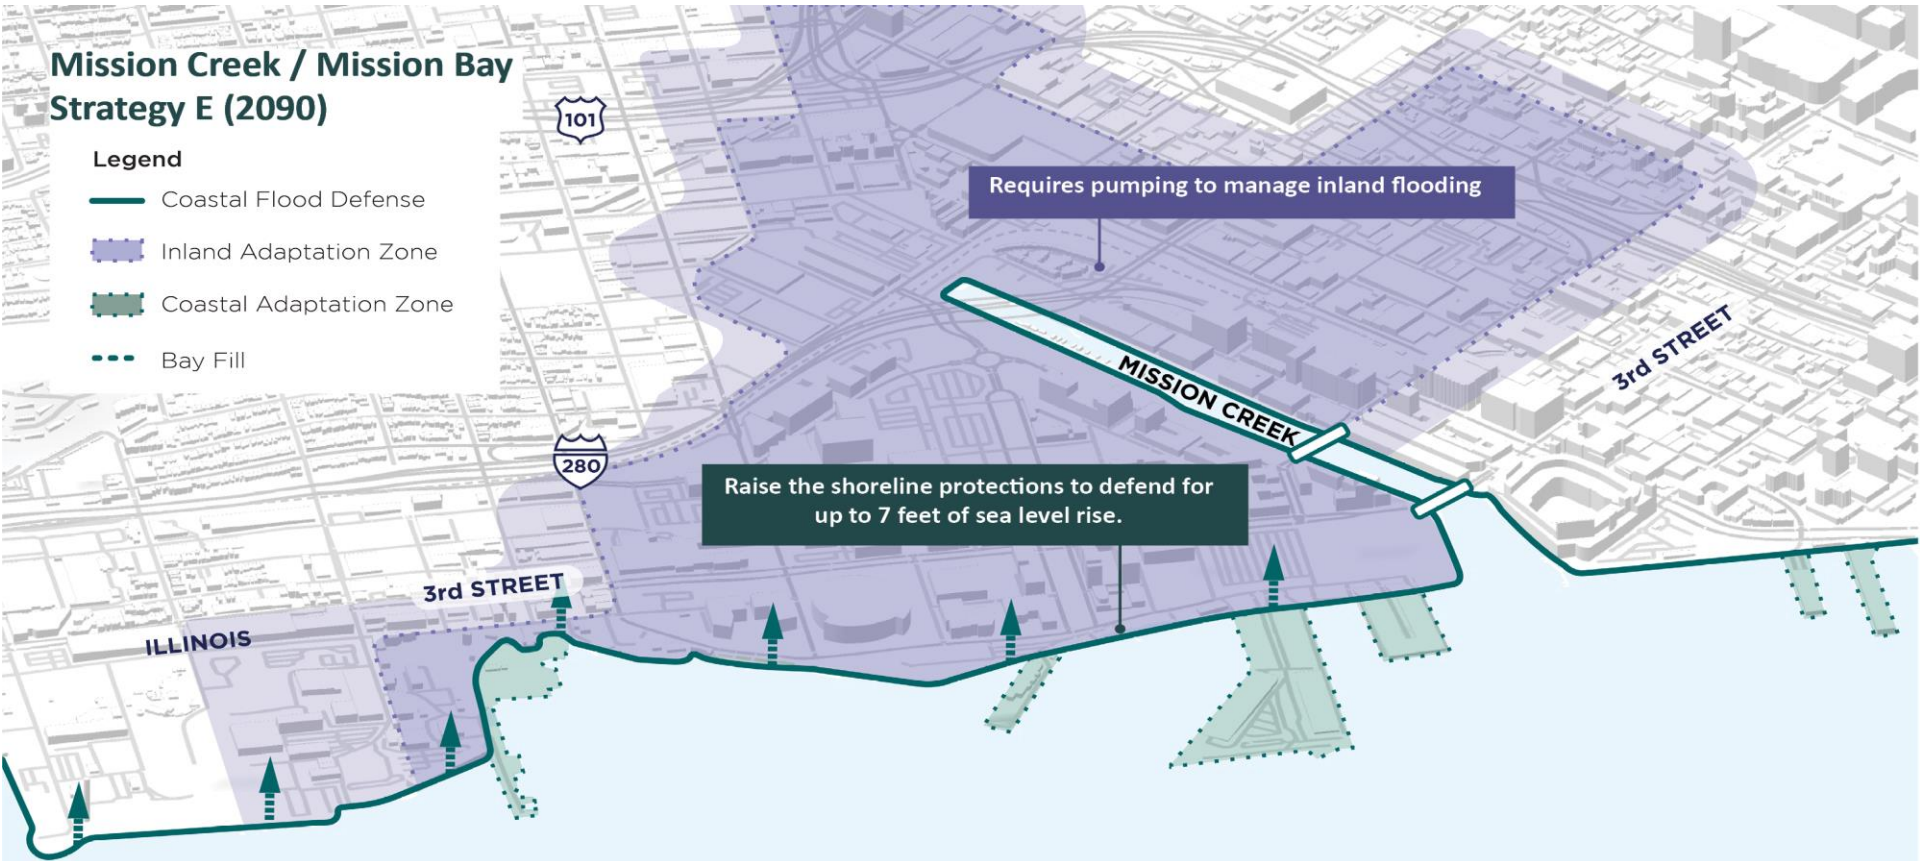 Mission Creek / Mission Bay
Strategy E (2090)
Legend
Coastal Flood Defense
Inland Adaptation Zone
Coastal Adaptation Zone
Bay Fill
101
Requires pumping to manage inland flooding
3rd STREET
MISSION CREEK
280
Raise the shoreline protections to defend for
up to 7 feet of sea level rise.
3rd STREET
ILLINOIS